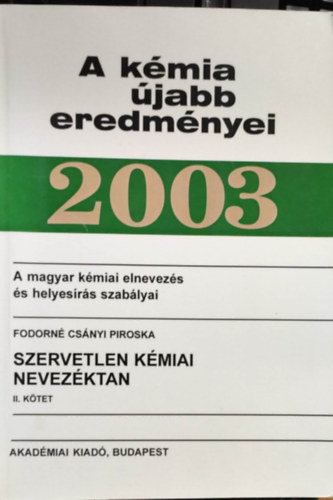 A kémia
újabb
eredményei
2003
A magyar kémiai elnevezés
és helyesírás szabályai
FODORNÉ CSÁNYI PIROSKA
SZERVETLEN KÉMIAI
NEVEZÉKTAN
II. KÖTET
AKADÉMIAI KIADÓ, BUDAPEST